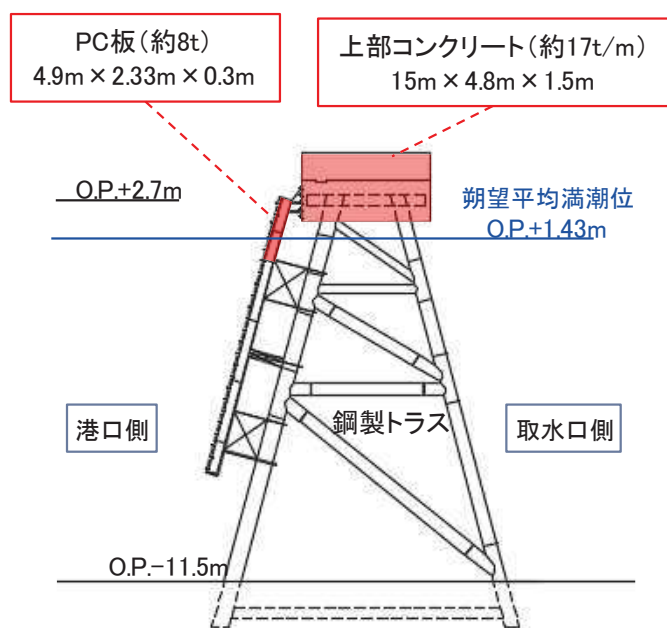 PC板(約8t)
4.9m×2.33m×0.3m
上部コンクリート(約17t/m)
15m×4.8m×1.5m
O.P.+2.7m
朔望平均満潮位
O.P.+1.43m
港口側
鋼製トラス
取水口側
O.P.-11.5m